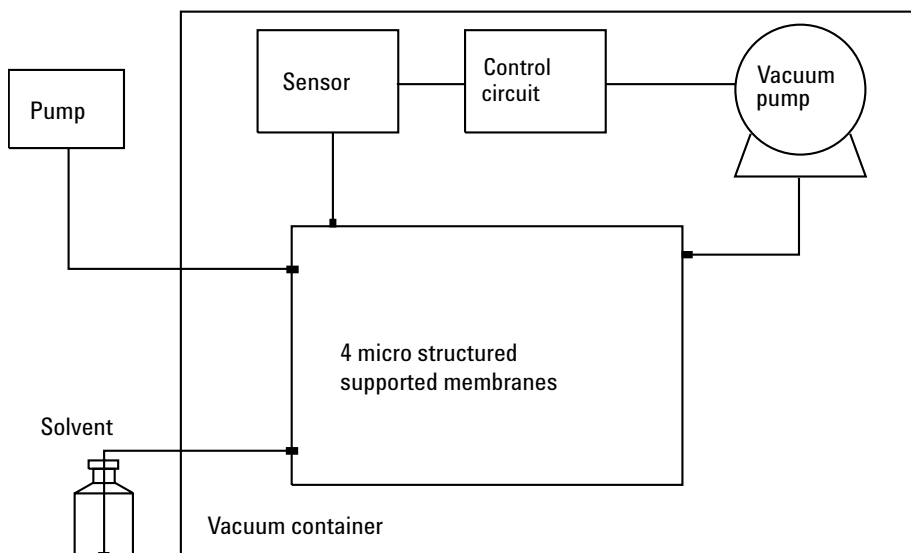 Pump
Sensor
Control
circuit
Vacuum
pump
4 micro structured
supported membranes
Solvent
Vacuum container